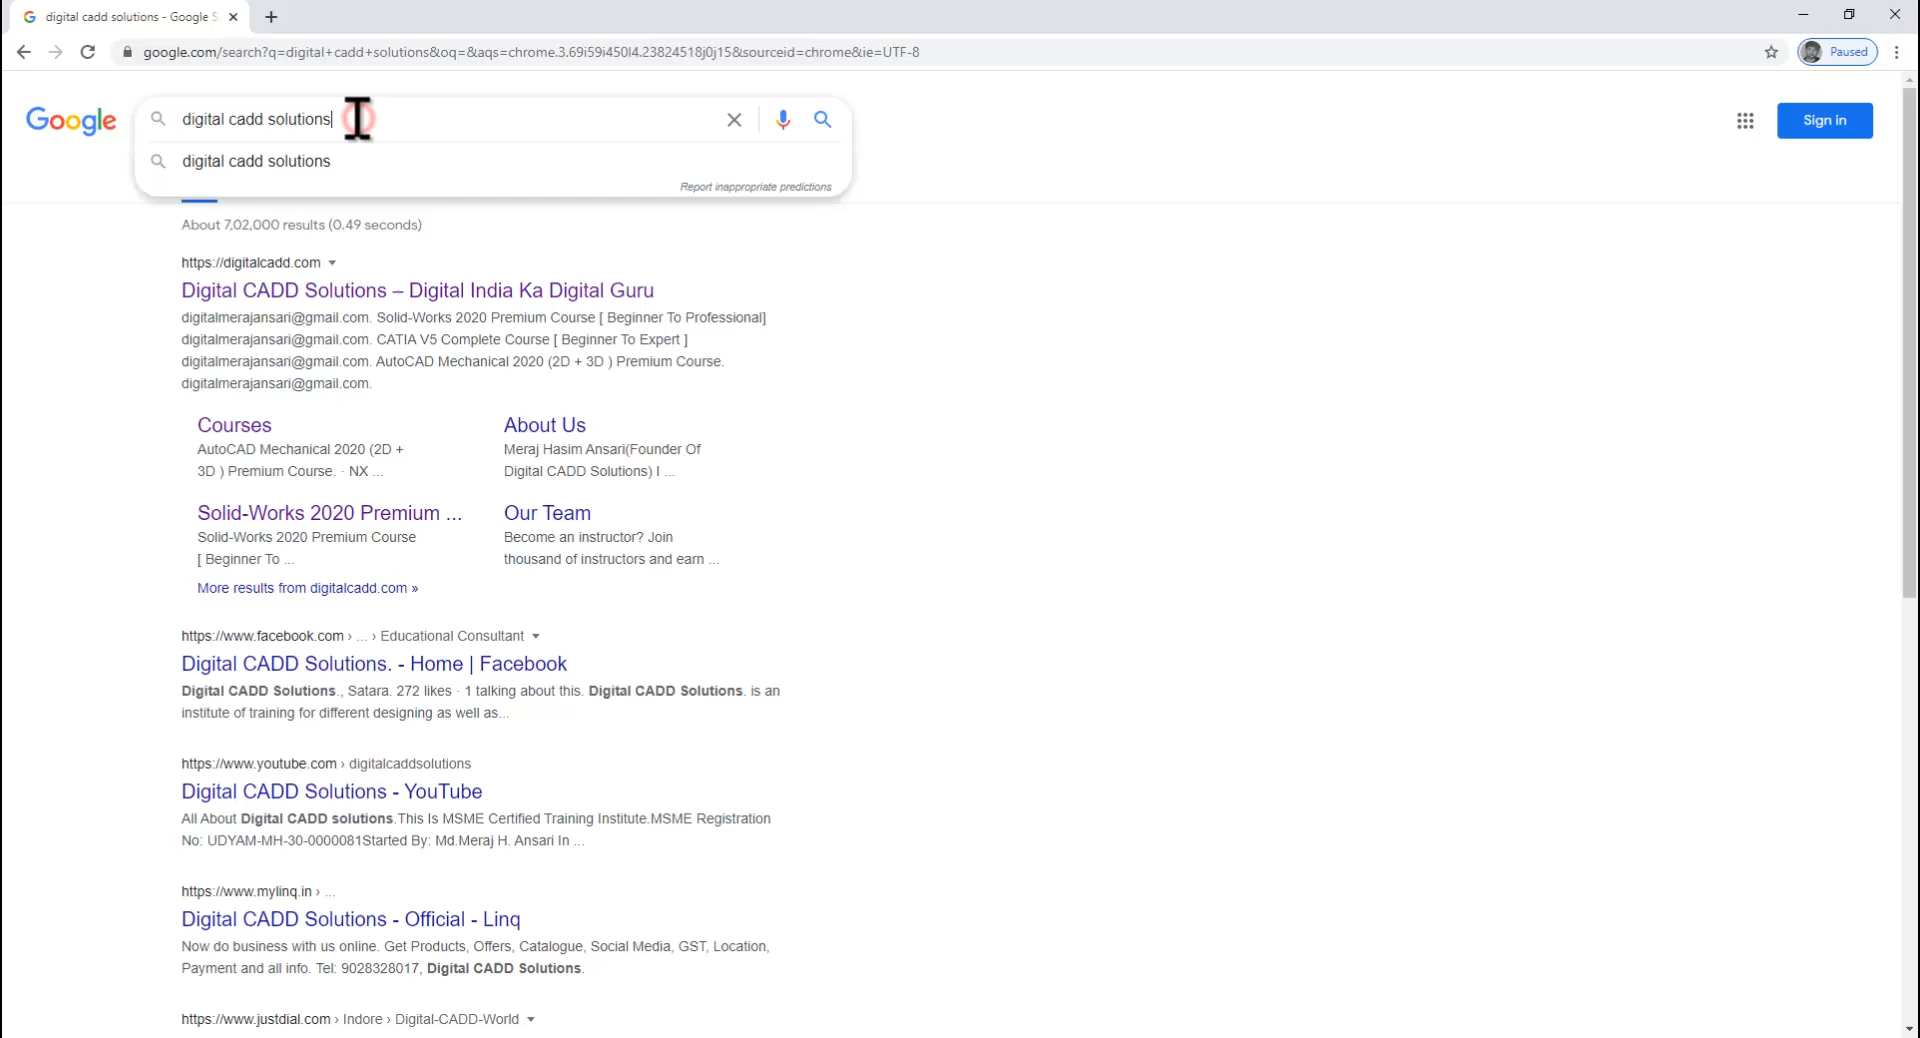 digital cadd solutions - Google S
google.com/search?q=digital+cadd+solutions&oq=&aqs=chrome.3.69i59i450l4.23824518j0j15&sourceid=chrome&ie=UTF-8
Paused
Google
digital cadd solutions
Sign in
digital cadd solutions
Report inappropriate predictions
About 7,02,000 results (0.49 seconds)
https://digitalcadd.com
Digital CADD Solutions – Digital India Ka Digital Guru
digitalmerajansari@gmail.com. Solid-Works 2020 Premium Course [ Beginner To Professional]
digitalmerajansari@gmail.com. CATIA V5 Complete Course [ Beginner To Expert ]
digitalmerajansari@gmail.com. AutoCAD Mechanical 2020 (2D + 3D ) Premium Course.
digitalmerajansari@gmail.com.
Courses
AutoCAD Mechanical 2020 (2D +
3D ) Premium Course. · NX ...
About Us
Meraj Hasim Ansari(Founder Of
Digital CADD Solutions) I ...
Solid-Works 2020 Premium ...
Solid-Works 2020 Premium Course
[ Beginner To ...
Our Team
Become an instructor? Join
thousand of instructors and earn ...
More results from digitalcadd.com »
https://www.facebook.com › ... › Educational Consultant
Digital CADD Solutions. - Home | Facebook
Digital CADD Solutions., Satara. 272 likes · 1 talking about this. Digital CADD Solutions. is an
institute of training for different designing as well as...
https://www.youtube.com › digitalcaddsolutions
Digital CADD Solutions - YouTube
All About Digital CADD solutions.This Is MSME Certified Training Institute.MSME Registration
No: UDYAM-MH-30-0000081Started By: Md.Meraj H. Ansari In ...
https://www.mylinq.in › ...
Digital CADD Solutions - Official - Linq
Now do business with us online. Get Products, Offers, Catalogue, Social Media, GST, Location,
Payment and all info. Tel: 9028328017, Digital CADD Solutions.
https://www.justdial.com › Indore › Digital-CADD-World